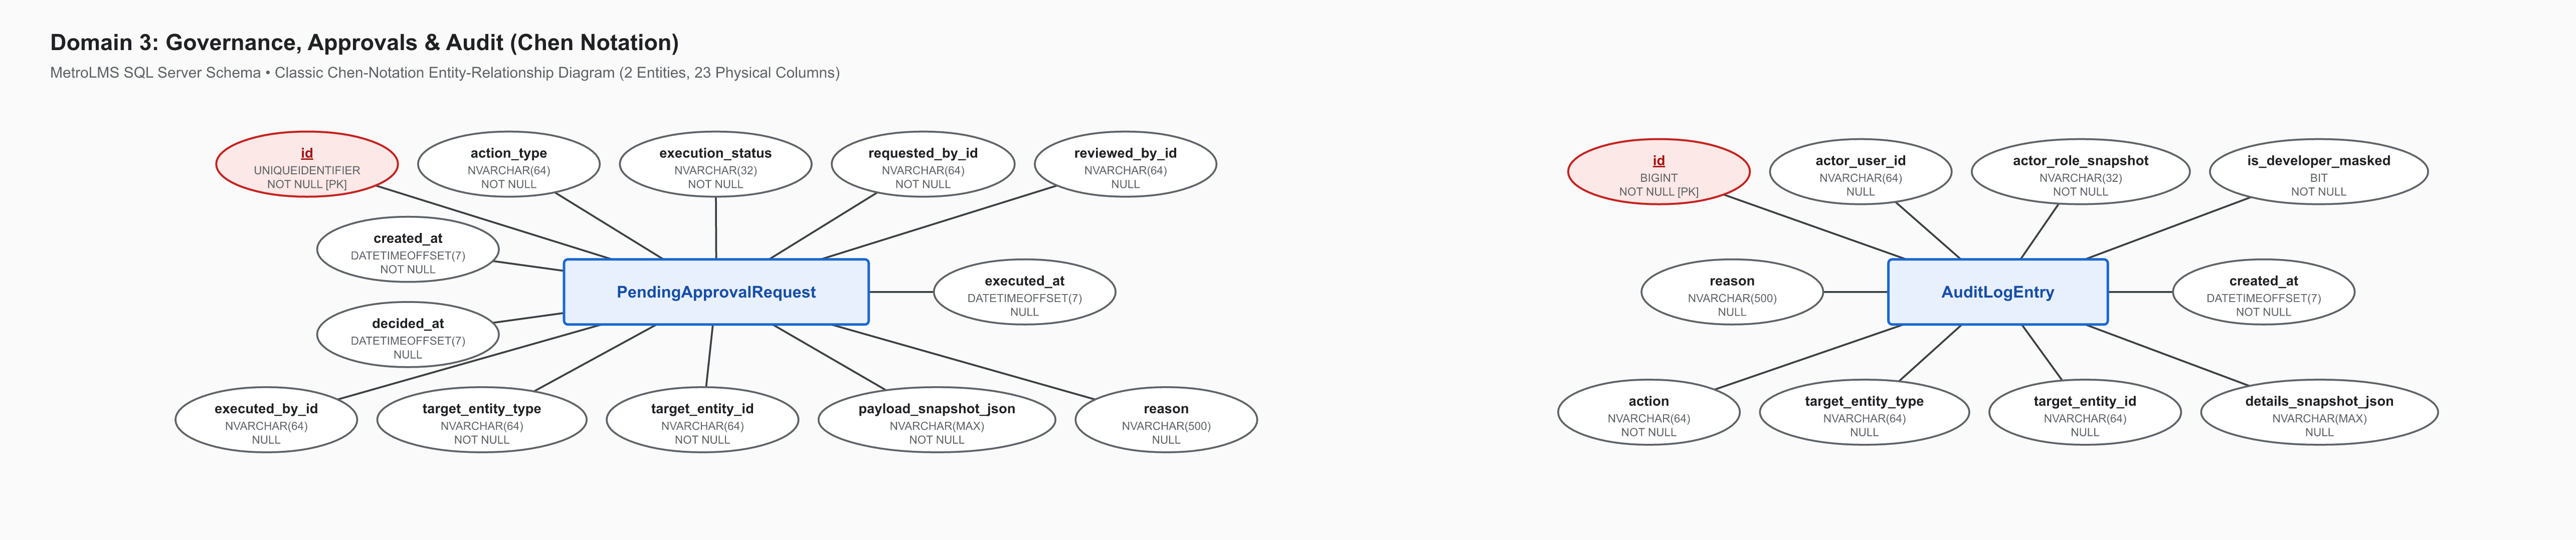 Domain 3: Governance, Approvals & Audit (Chen Notation)
MetroLMS SQL Server Schema • Classic Chen-Notation Entity-Relationship Diagram (2 Entities, 23 Physical Columns)
id
UNIQUEIDENTIFIER
NOT NULL [PK]
action_type
NVARCHAR(64)
NOT NULL
execution_status
NVARCHAR(32)
NOT NULL
requested_by_id
NVARCHAR(64)
NOT NULL
reviewed_by_id
NVARCHAR(64)
NULL
created_at
DATETIMEOFFSET(7)
NOT NULL
PendingApprovalRequest
executed_at
DATETIMEOFFSET(7)
NULL
decided_at
DATETIMEOFFSET(7)
NULL
executed_by_id
NVARCHAR(64)
NULL
target_entity_type
NVARCHAR(64)
NOT NULL
target_entity_id
NVARCHAR(64)
NOT NULL
payload_snapshot_json
NVARCHAR(MAX)
NOT NULL
reason
NVARCHAR(500)
NULL
id
BIGINT
NOT NULL [PK]
actor_user_id
NVARCHAR(64)
NULL
actor_role_snapshot
NVARCHAR(32)
NOT NULL
is_developer_masked
BIT
NOT NULL
reason
NVARCHAR(500)
NULL
AuditLogEntry
created_at
DATETIMEOFFSET(7)
NOT NULL
action
NVARCHAR(64)
NOT NULL
target_entity_type
NVARCHAR(64)
NULL
target_entity_id
NVARCHAR(64)
NULL
details_snapshot_json
NVARCHAR(MAX)
NULL